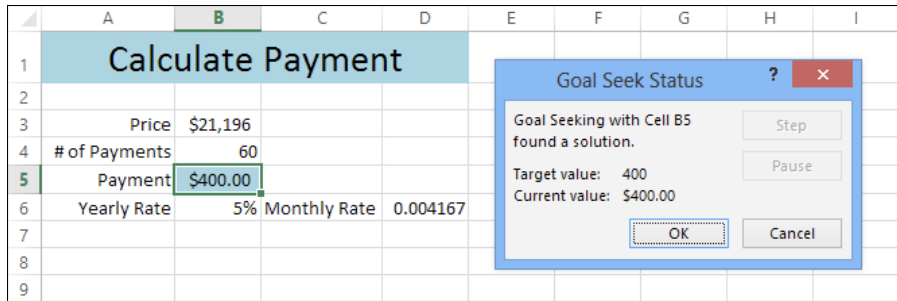 A B C D E F G H I
1 Calculate Payment
2
3 Price $21,196
4 # of Payments 60
5 Payment $400.00
6 Yearly Rate 5% Monthly Rate 0.004167
7
8
9
Goal Seek Status ? ×
Goal Seeking with Cell B5
found a solution.
Step
Pause
Target value: 400
Current value: $400.00
OK Cancel